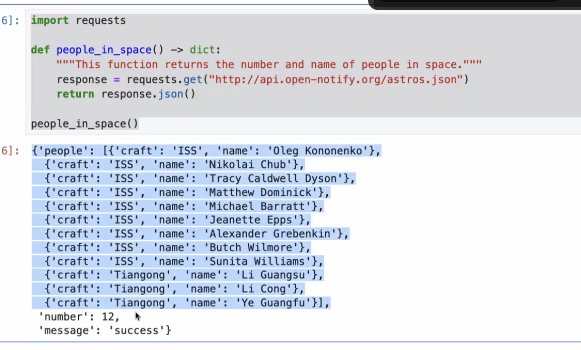 6]: import requests
def people_in_space() -> dict:
"""This function returns the number and name of people in space."""
response = requests.get("http://api.open-notify.org/astros.json")
return response.json()
people_in_space()
6]: {'people': [{'craft': 'ISS', 'name': 'Oleg Kononenko'},
{'craft': 'ISS', 'name': 'Nikolai Chub'},
{'craft': 'ISS', 'name': 'Tracy Caldwell Dyson'},
{'craft': 'ISS', 'name': 'Matthew Dominick'},
{'craft': 'ISS', 'name': 'Michael Barratt'},
{'craft': 'ISS', 'name': 'Jeanette Epps'},
{'craft': 'ISS', 'name': 'Alexander Grebenkin'},
{'craft': 'ISS', 'name': 'Butch Wilmore'},
{'craft': 'ISS', 'name': 'Sunita Williams'},
{'craft': 'Tiangong', 'name': 'Li Guangsu'},
{'craft': 'Tiangong', 'name': 'Li Cong'},
{'craft': 'Tiangong', 'name': 'Ye Guangfu'}],
'number': 12,
'message': 'success'}